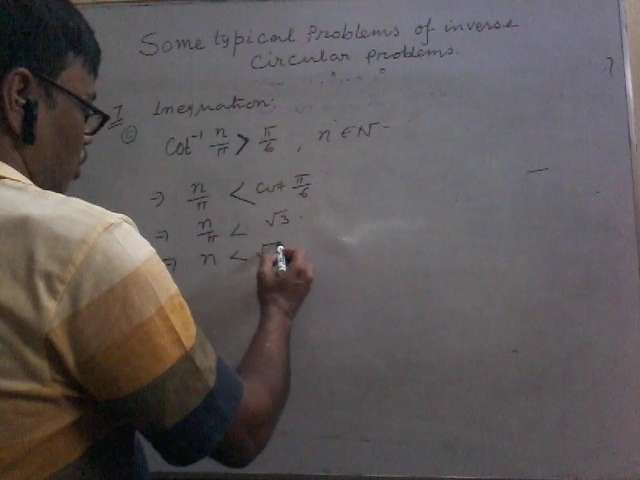 Some typical Problems of inverse
Circular Problems.
I Inequation:
© Cot⁻¹ n/π > π/6 , n ∈ N -
⇒ n/π < Cot π/6
⇒ n/π < √3 .
⇒ n < √